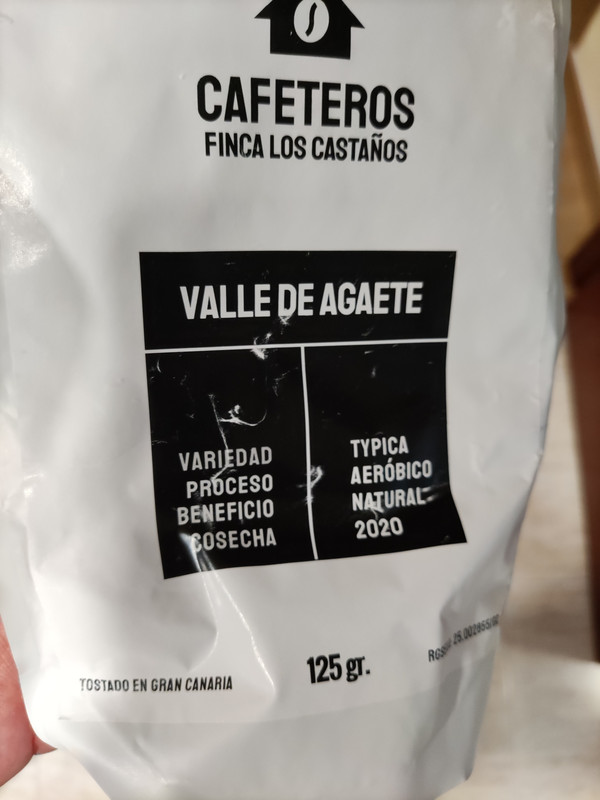 CAFETEROS
FINCA LOS CASTAÑOS
VALLE DE AGAETE
VARIEDAD TYPICA
PROCESO AERÓBICO
BENEFICIO NATURAL
COSECHA 2020
125 gr.
TOSTADO EN GRAN CANARIA